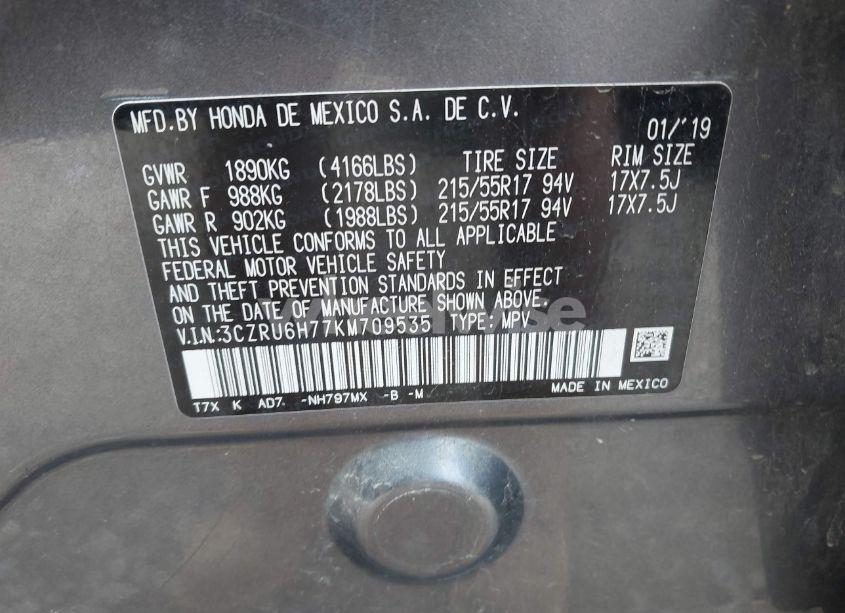 MFD.BY HONDA DE MEXICO S.A. DE C.V.
01/'19
GVWR 1890KG (4166LBS) TIRE SIZE RIM SIZE
GAWR F 988KG (2178LBS) 215/55R17 94V 17X7.5J
GAWR R 902KG (1988LBS) 215/55R17 94V 17X7.5J
THIS VEHICLE CONFORMS TO ALL APPLICABLE
FEDERAL MOTOR VEHICLE SAFETY
AND THEFT PREVENTION STANDARDS IN EFFECT
ON THE DATE OF MANUFACTURE SHOWN ABOVE.
V.I.N.:3CZRU6H77KM709535 TYPE: MPV
T7X K AD7 -NH797MX -B -M
MADE IN MEXICO